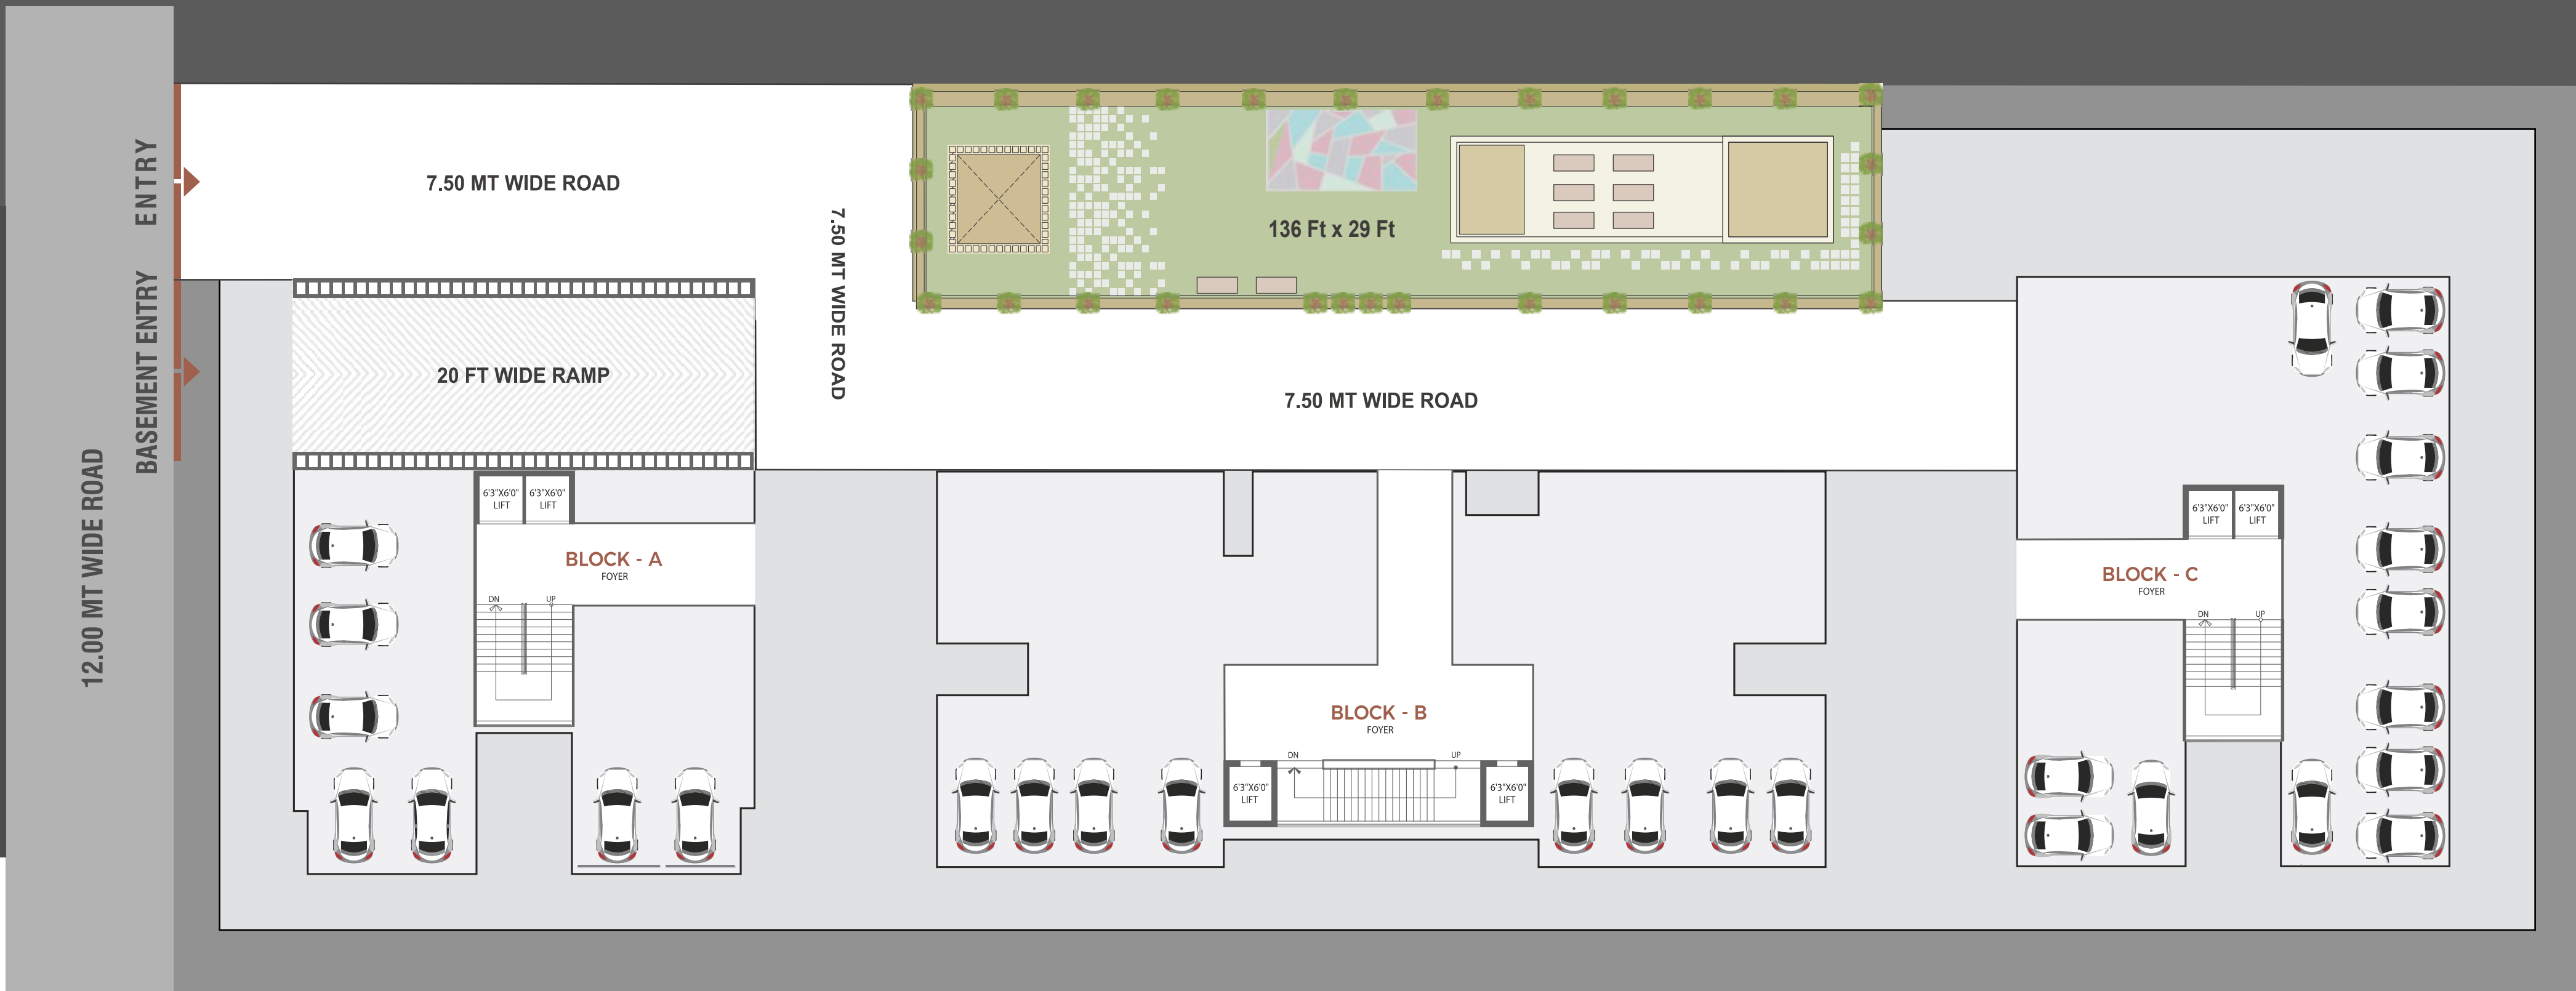 ENTRY
BASEMENT ENTRY
12.00 MT WIDE ROAD
7.50 MT WIDE ROAD
7.50 MT WIDE ROAD
136 Ft x 29 Ft
20 FT WIDE RAMP
7.50 MT WIDE ROAD
6'3"X6'0"
LIFT
6'3"X6'0"
LIFT
BLOCK - A
FOYER
DN
UP
BLOCK - B
FOYER
DN
UP
6'3"X6'0"
LIFT
6'3"X6'0"
LIFT
6'3"X6'0"
LIFT
6'3"X6'0"
LIFT
BLOCK - C
FOYER
DN
UP